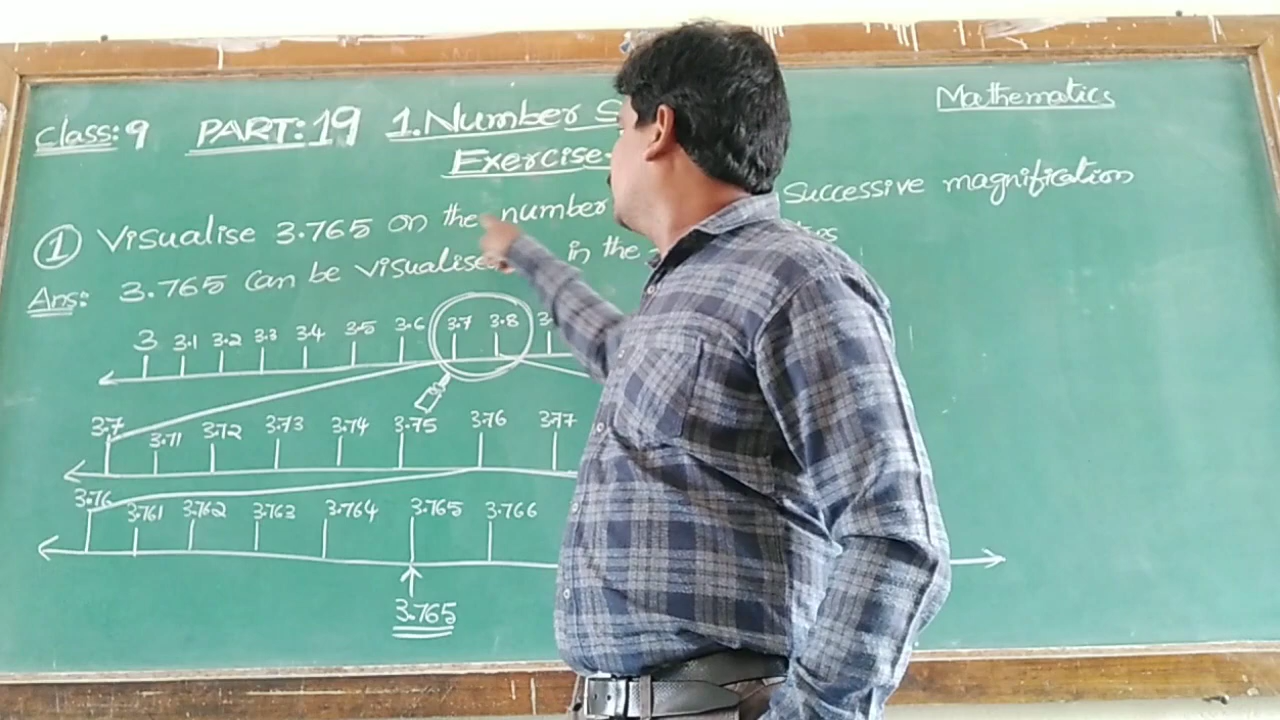 Mathematics
Class: 9 PART: 19 1. Number S
Exercise-
1 Visualise 3.765 on the number successive magnification
Ans: 3.765 can be visualise in the
3 3.1 3.2 3.3 3.4 3.5 3.6 3.7 3.8 3.
3.7 3.71 3.72 3.73 3.74 3.75 3.76 3.77
3.76 3.761 3.762 3.763 3.764 3.765 3.766
3.765